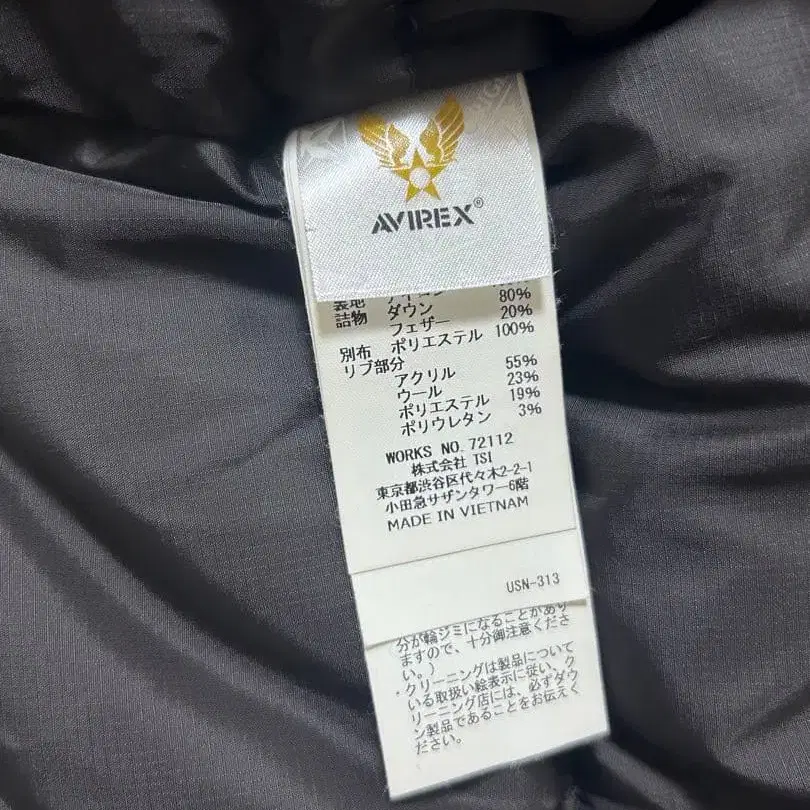 AVIREX®
80%
詰物 ダウン 20%
フェザー 100%
別布 ポリエステル
リブ部分
アクリル 55%
ウール 23%
ポリエステル 19%
ポリウレタン 3%
WORKS NO. 72112
株式会社 TSI
東京都渋谷区代々木2-2-1
小田急サザンタワー6階
MADE IN VIETNAM
USN-313
分が輪ジミになることがあり
ますので、十分御注意くださ
い。)
・クリーニングは製品について
いる取扱い絵表示に従い、ク
リーニング店には、必ずダウ
ン製品であることをお伝えく
ださい。